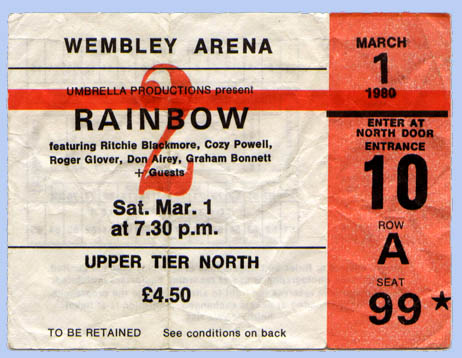 WEMBLEY ARENA
UMBRELLA PRODUCTIONS present
2
RAINBOW
featuring Ritchie Blackmore, Cozy Powell,
Roger Glover, Don Airey, Graham Bonnett
+ Guests
Sat. Mar. 1
at 7.30 p.m.
UPPER TIER NORTH
£4.50
TO BE RETAINED See conditions on back
MARCH
1
1980
ENTER AT
NORTH DOOR
ENTRANCE
10
ROW
A
SEAT
99★